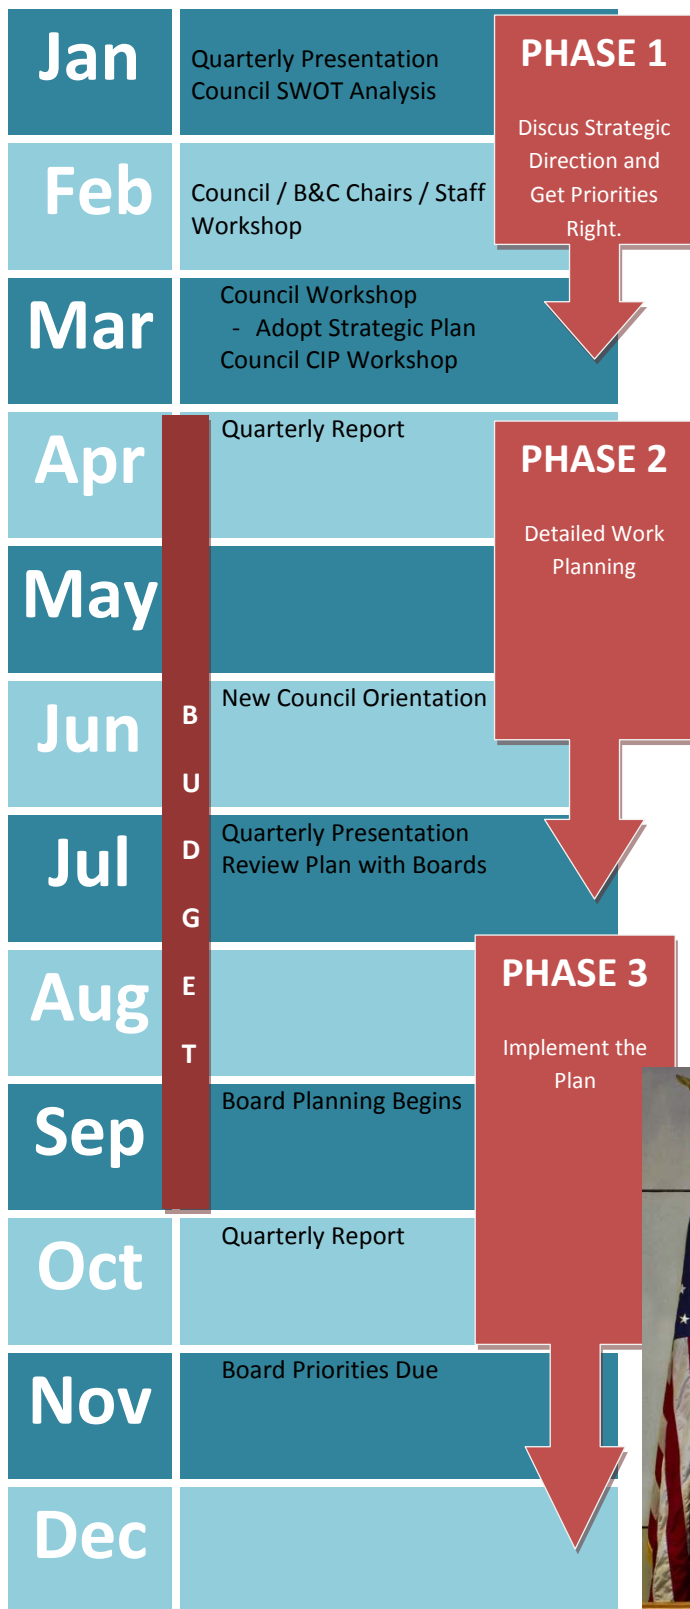 Jan
Quarterly Presentation
Council SWOT Analysis
PHASE 1
Discus Strategic
Direction and
Get Priorities
Right.
Feb
Council / B&C Chairs / Staff
Workshop
Mar
Council Workshop
- Adopt Strategic Plan
Council CIP Workshop
Apr
Quarterly Report
PHASE 2
Detailed Work
Planning
May
B
U
D
G
E
T
Jun
New Council Orientation
Jul
Quarterly Presentation
Review Plan with Boards
Aug
PHASE 3
Implement the
Plan
Sep
Board Planning Begins
Oct
Quarterly Report
Nov
Board Priorities Due
Dec